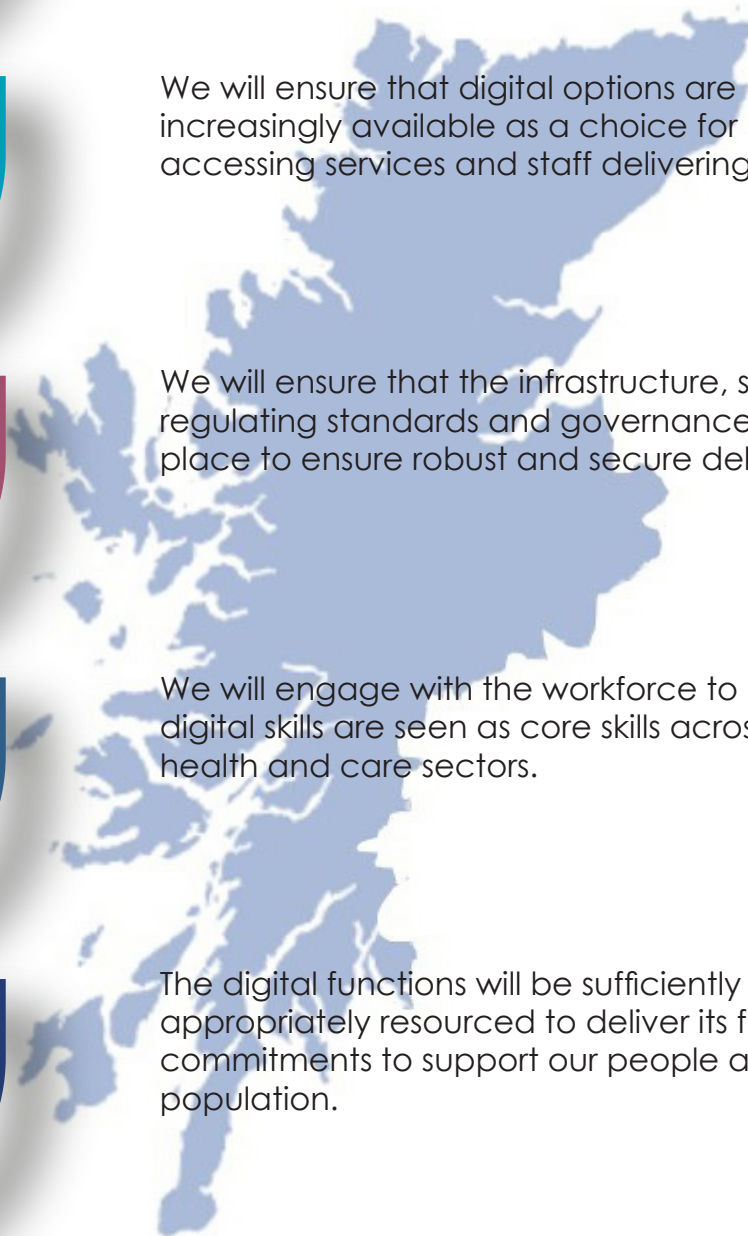 We will ensure that digital options are
increasingly available as a choice for
accessing services and staff delivering
We will ensure that the infrastructure,
regulating standards and governance
place to ensure robust and secure
We will engage with the workforce to
digital skills are seen as core skills
health and care sectors.
The digital functions will be sufficiently
appropriately resourced to deliver its
commitments to support our people
population.